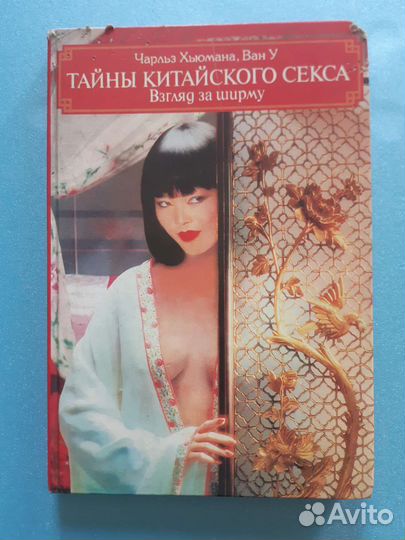 Чарльз Хьюмана, Ван У
ТАЙНЫ КИТАЙСКОГО СЕКСА
Взгляд за ширму
Avito